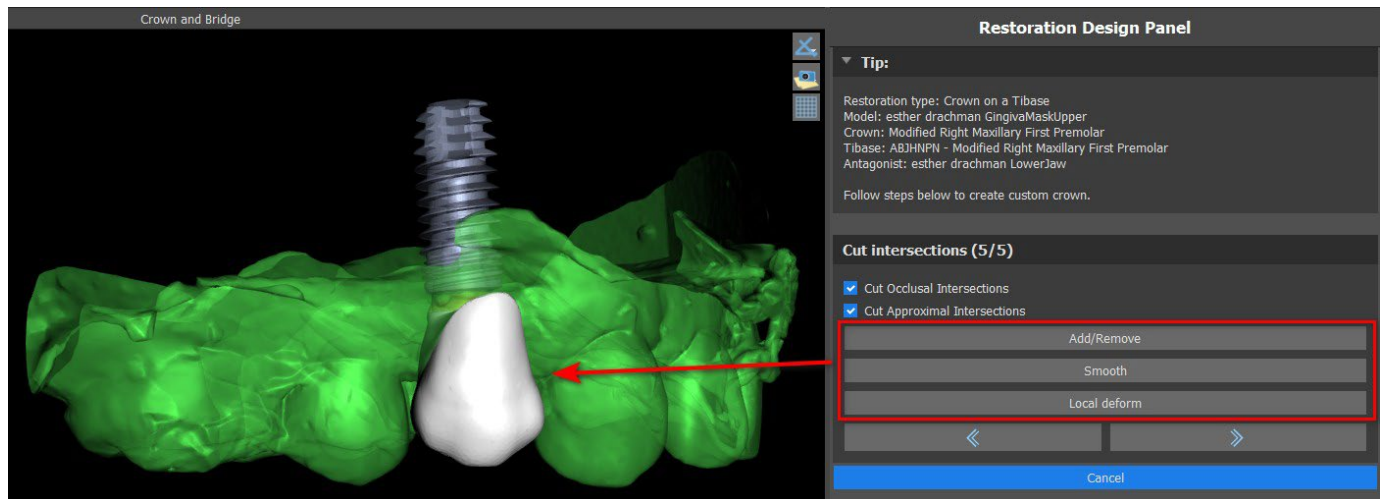 Crown and Bridge
Restoration Design Panel
Tip:
Restoration type: Crown on a Tibase
Model: esther drachman GingivaMaskUpper
Crown: Modified Right Maxillary First Premolar
Tibase: ABJHNPN - Modified Right Maxillary First Premolar
Antagonist: esther drachman LowerJaw
Follow steps below to create custom crown.
Cut intersections (5/5)
Cut Occlusal Intersections
Cut Approximal Intersections
Add/Remove
Smooth
Local deform
Cancel